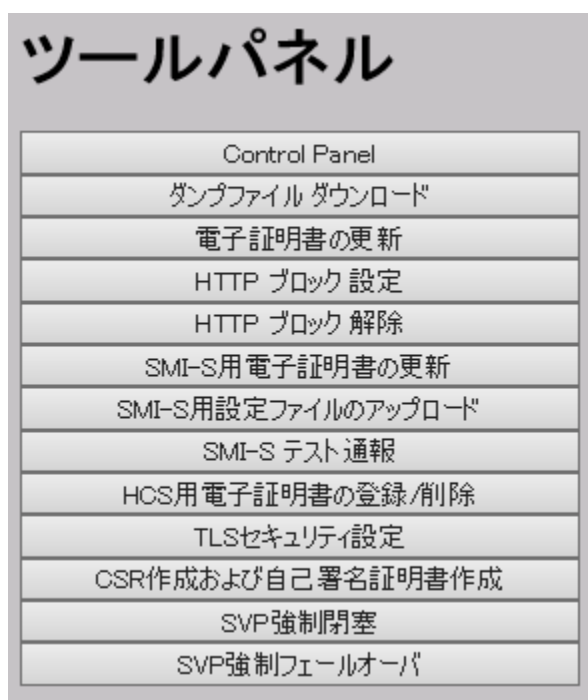 ツールパネル
Control Panel
ダンプファイル ダウンロード
電子証明書の更新
HTTP ブロック 設定
HTTP ブロック 解除
SMI-S用電子証明書の更新
SMI-S用設定ファイルのアップロード
SMI-S テスト通報
HCS用電子証明書の登録/削除
TLSセキュリティ設定
CSR作成および自己署名証明書作成
SVP強制閉塞
SVP強制フェールオーバ